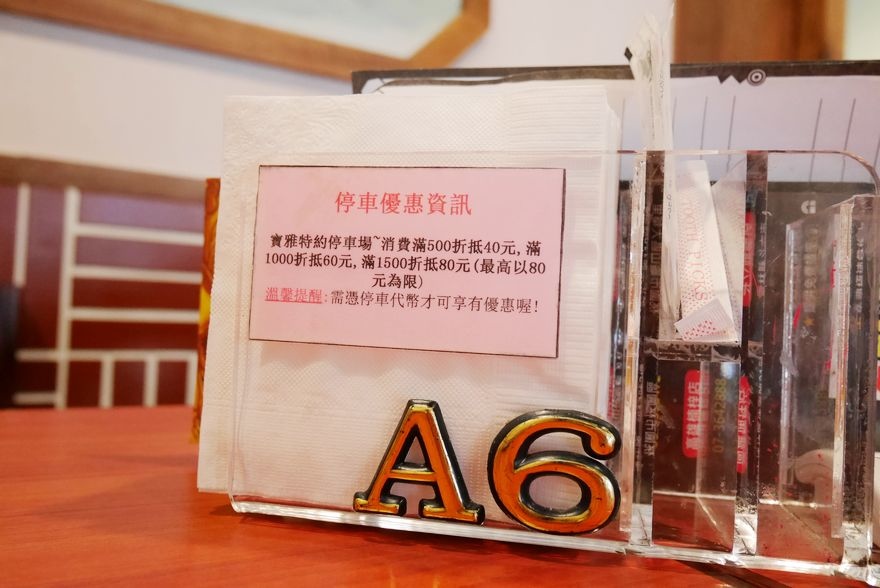 停車優惠資訊
寶雅特約停車場~消費滿500折抵40元,滿
1000折抵60元,滿1500折抵80元(最高以80
元為限)
溫馨提醒:需憑停車代幣才可享有優惠喔!
A6